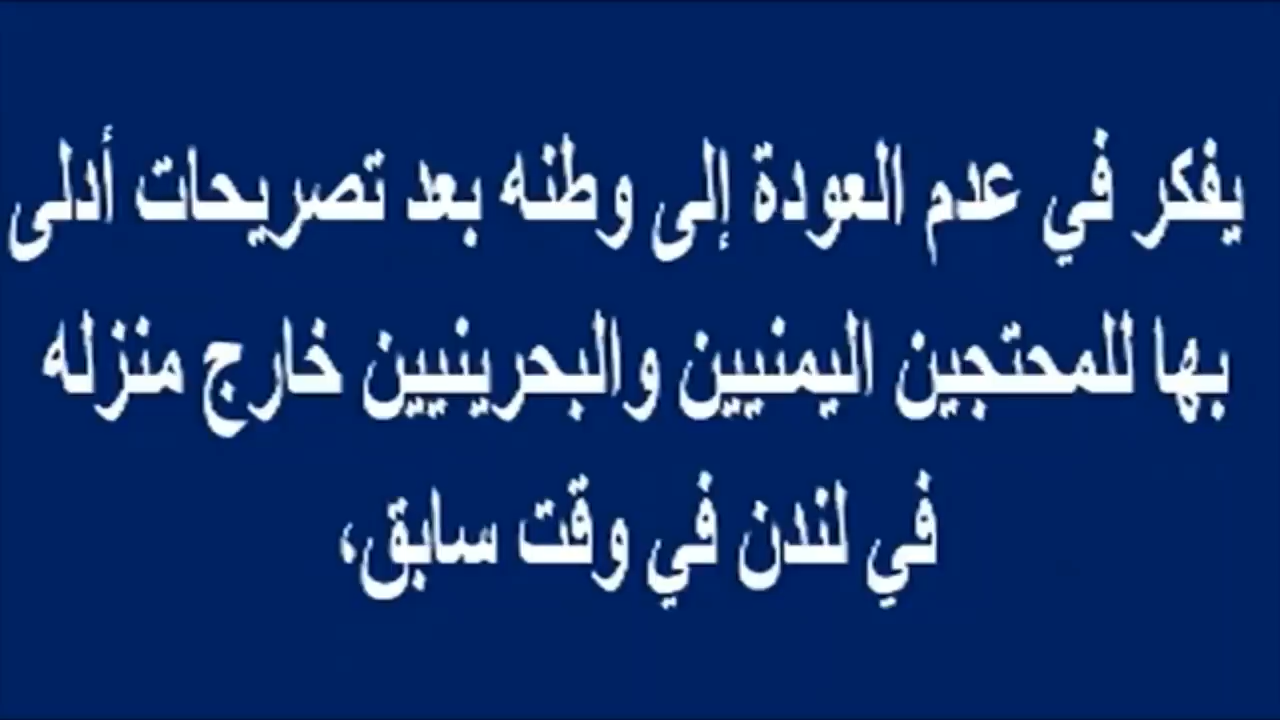 يفكر في عدم العودة إلى وطنه بعد تصريحات أدلى
بها للمحتجين اليمنيين والبحرينيين خارج منزله
في لندن في وقت سابق،